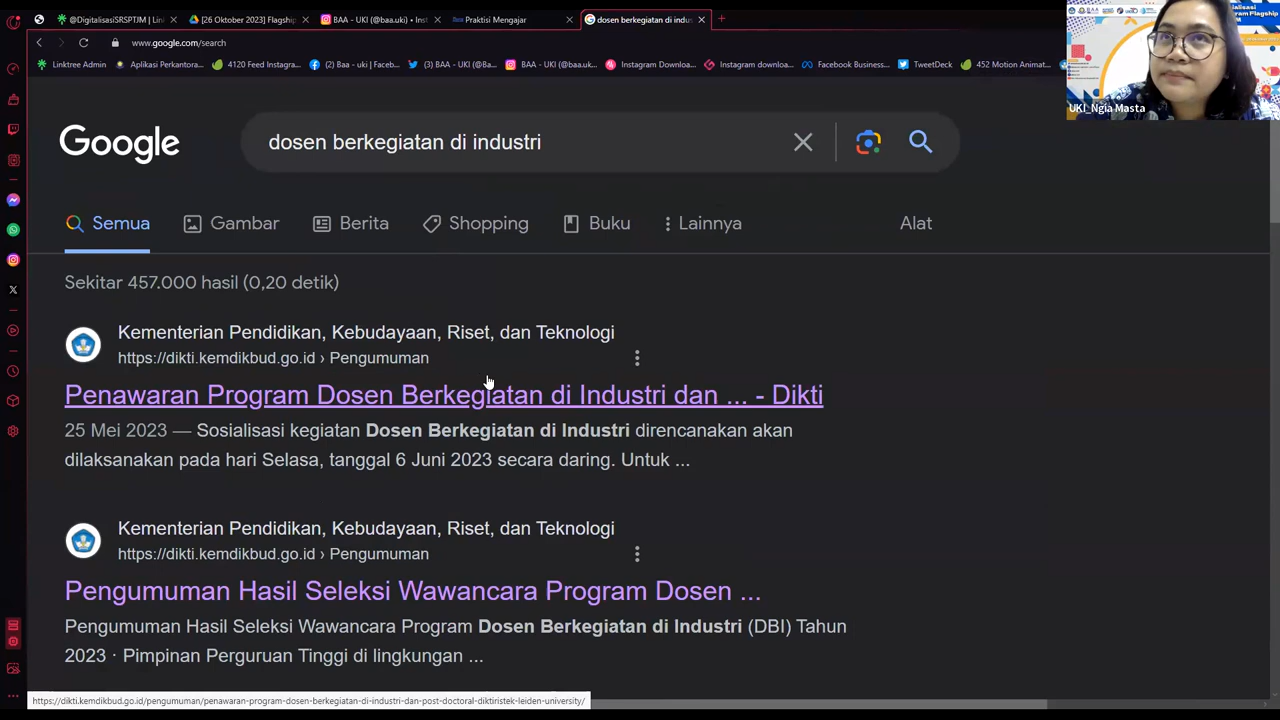 @DigitalisasiSRSPTJM | Lin
[26 Oktober 2023] Flagship
BAA – UKI (@baa.uki) • Inst
Praktisi Mengajar
dosen berkegiatan di indus
www.google.com/search
Linktree Admin
Aplikasi Perkantora...
4120 Feed Instagra...
(2) Baa - uki | Faceb...
(3) BAA - UKI (@Ba...
BAA - UKI (@baa.uk...
Instagram Downloa...
Instagram downloa...
Facebook Business...
TweetDeck
452 Motion Animat...
UKI_Ngia Masta
Google
dosen berkegiatan di industri
Semua
Gambar
Berita
Shopping
Buku
Lainnya
Alat
Sekitar 457.000 hasil (0,20 detik)
Kementerian Pendidikan, Kebudayaan, Riset, dan Teknologi
https://dikti.kemdikbud.go.id › Pengumuman
Penawaran Program Dosen Berkegiatan di Industri dan ... - Dikti
25 Mei 2023 — Sosialisasi kegiatan Dosen Berkegiatan di Industri direncanakan akan
dilaksanakan pada hari Selasa, tanggal 6 Juni 2023 secara daring. Untuk ...
Kementerian Pendidikan, Kebudayaan, Riset, dan Teknologi
https://dikti.kemdikbud.go.id › Pengumuman
Pengumuman Hasil Seleksi Wawancara Program Dosen ...
Pengumuman Hasil Seleksi Wawancara Program Dosen Berkegiatan di Industri (DBI) Tahun
2023 · Pimpinan Perguruan Tinggi di lingkungan ...
https://dikti.kemdikbud.go.id/pengumuman/penawaran-program-dosen-berkegiatan-di-industri-dan-post-doctoral-diktiristek-leiden-university/